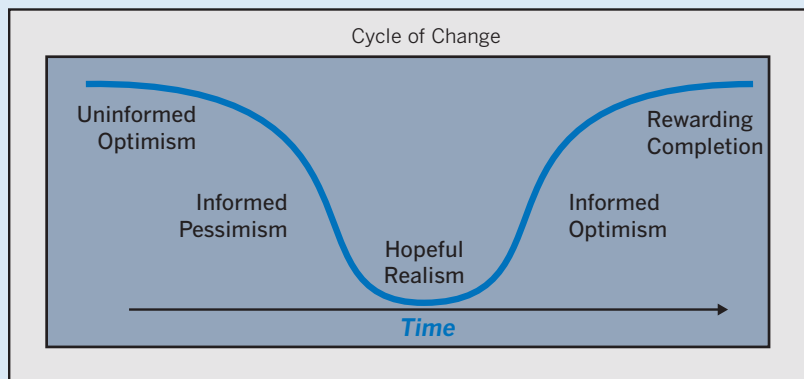 Cycle of Change
Uninformed
Optimism
Informed
Pessimism
Hopeful
Realism
Informed
Optimism
Rewarding
Completion
Time